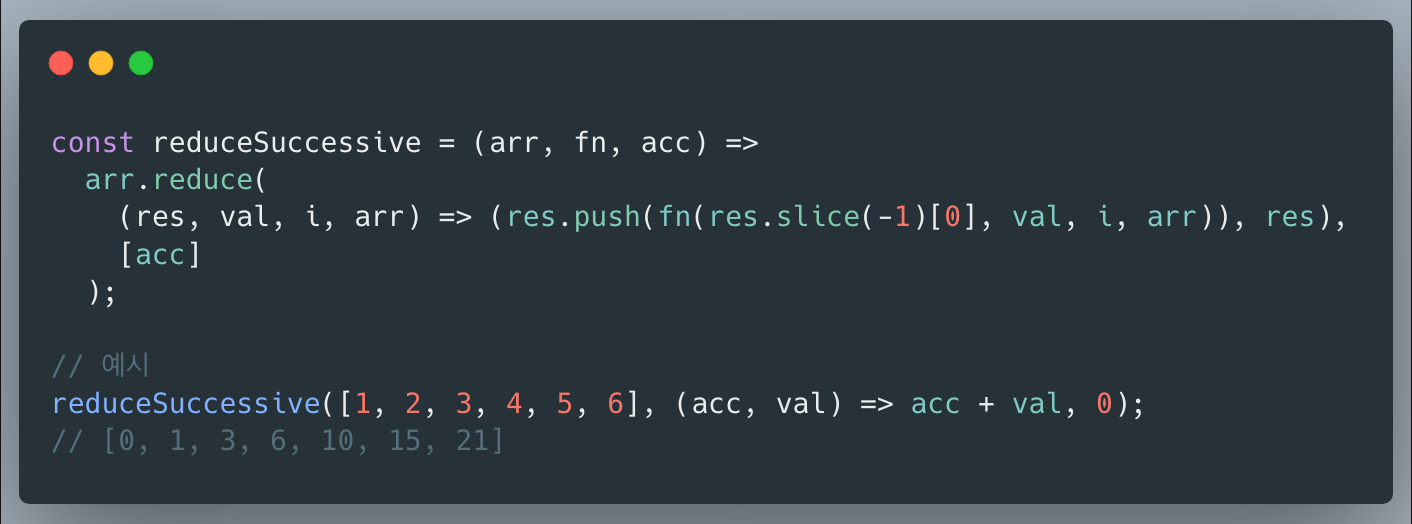 const reduceSuccessive = (arr, fn, acc) =>
  arr.reduce(
    (res, val, i, arr) => (res.push(fn(res.slice(-1)[0], val, i, arr)), res),
    [acc]
  );

// 예시
reduceSuccessive([1, 2, 3, 4, 5, 6], (acc, val) => acc + val, 0);
// [0, 1, 3, 6, 10, 15, 21]